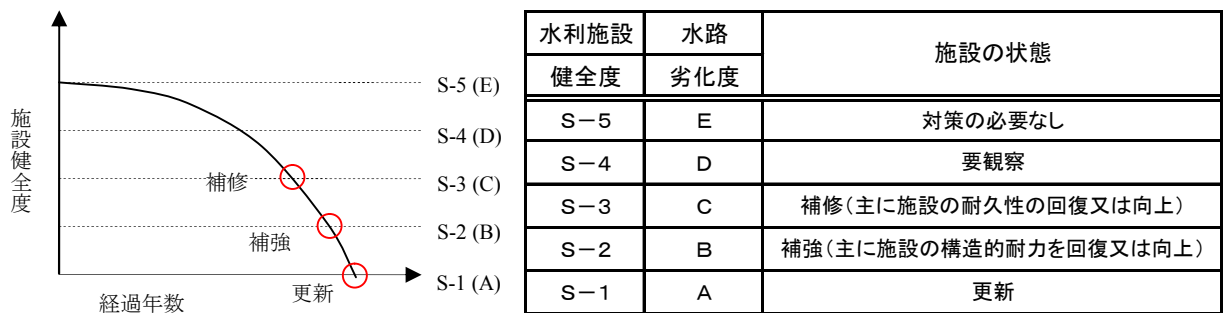 施設健全度
S-5 (E)
S-4 (D)
S-3 (C)
S-2 (B)
S-1 (A)
補修
補強
更新
経過年数
水利施設 水路 施設の状態
健全度 劣化度
S－5 E 対策の必要なし
S－4 D 要観察
S－3 C 補修(主に施設の耐久性の回復又は向上)
S－2 B 補強(主に施設の構造的耐力を回復又は向上)
S－1 A 更新